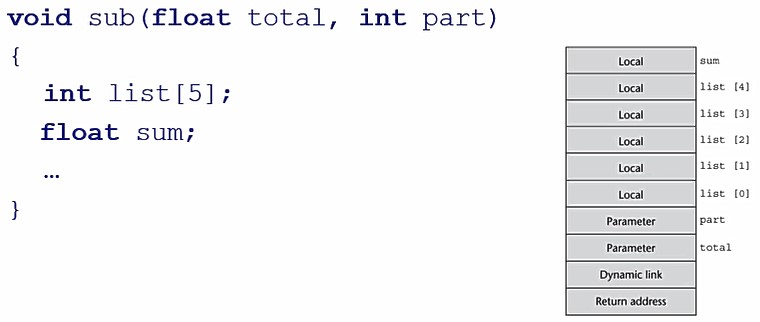 void sub(float total, int part)
{
int list[5];
float sum;
…
}
Local sum
Local list [4]
Local list [3]
Local list [2]
Local list [1]
Local list [0]
Parameter part
Parameter total
Dynamic link
Return address